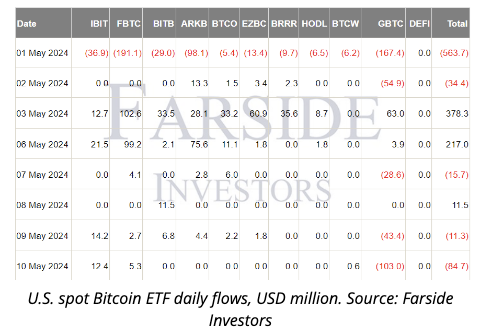 Date IBIT FBTC BITB ARKB BTCO EZBC BRRR HODL BTCW GBTC DEFI Total
01 May 2024 (36.9) (191.1) (29.0) (98.1) (5.4) (13.4) (9.7) (6.5) (6.2) (167.4) 0.0 (563.7)
02 May 2024 0.0 0.0 0.0 13.3 1.5 3.4 2.3 0.0 0.0 (54.9) 0.0 (34.4)
FARSIDE
03 May 2024 12.7 102.6 33.5 28.1 33.2 60.9 35.6 8.7 0.0 63.0 0.0 378.3
06 May 2024 21.5 99.2 2.1 75.6 11.1 1.8 0.0 1.8 0.0 3.9 0.0 217.0
07 May 2024 0.0 4.1 0.0 2.8 6.0 0.0 0.0 0.0 0.0 (28.6) 0.0 (15.7)
INVESTORS
08 May 2024 0.0 0.0 11.5 0.0 0.0 0.0 0.0 0.0 0.0 0.0 0.0 11.5
09 May 2024 14.2 2.7 6.8 4.4 2.2 1.8 0.0 0.0 0.0 (43.4) 0.0 (11.3)
10 May 2024 12.4 5.3 0.0 0.0 0.0 0.0 0.0 0.0 0.6 (103.0) 0.0 (84.7)
U.S. spot Bitcoin ETF daily flows, USD million. Source: Farside
Investors